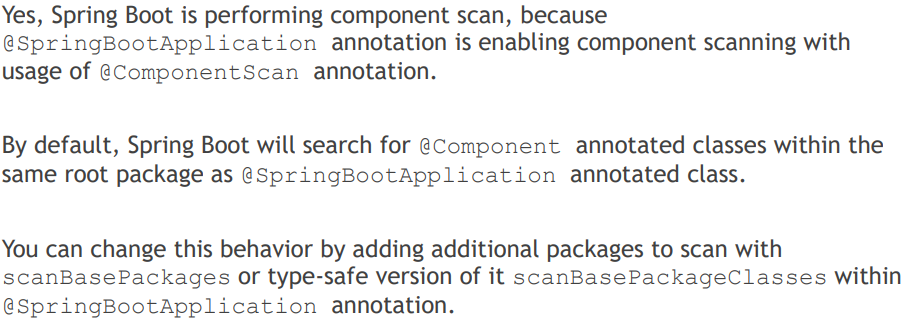 Yes, Spring Boot is performing component scan, because
@SpringBootApplication annotation is enabling component scanning with
usage of @ComponentScan annotation.
By default, Spring Boot will search for @Component annotated classes within the
same root package as @SpringBootApplication annotated class.
You can change this behavior by adding additional packages to scan with
scanBasePackages or type-safe version of it scanBasePackageClasses within
@SpringBootApplication annotation.